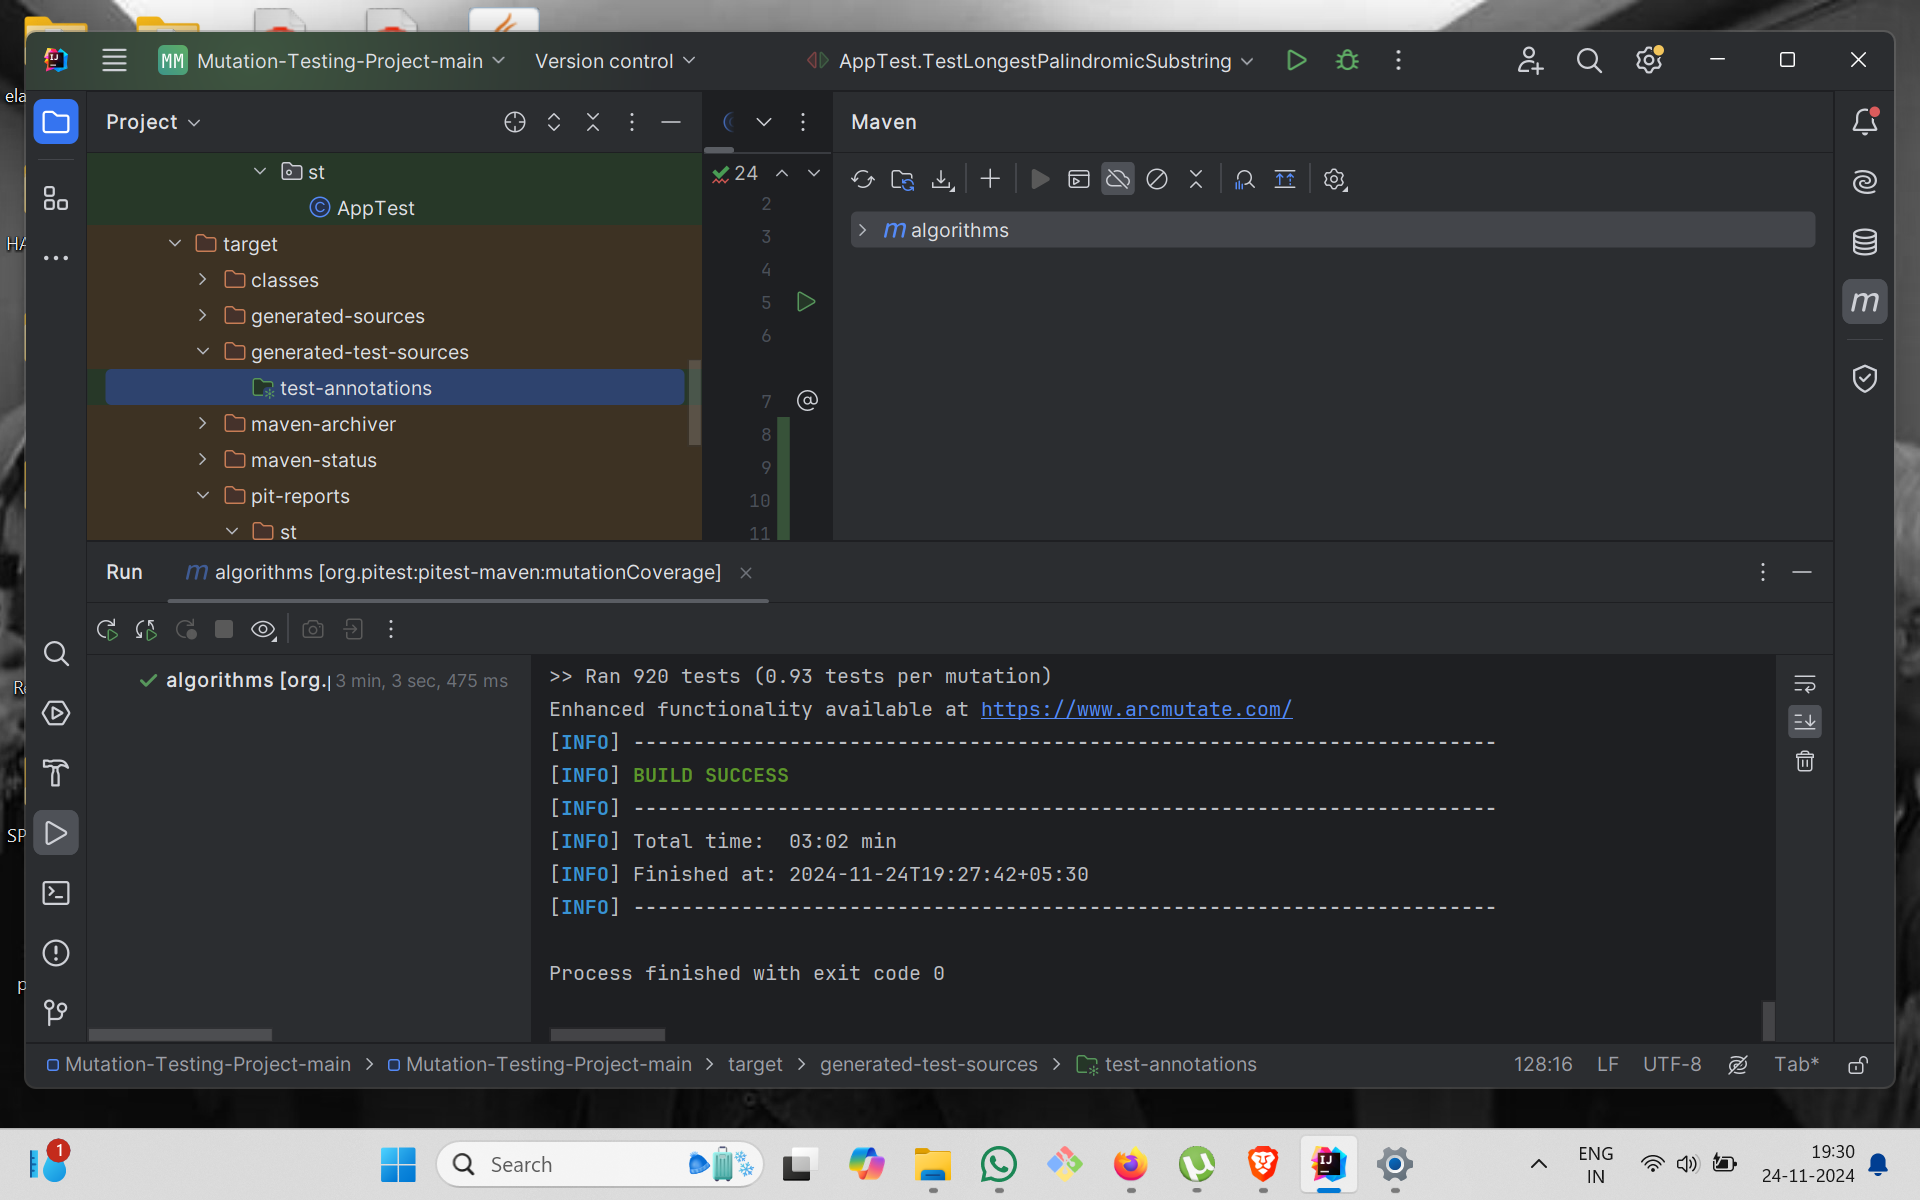 ela
HA
Re
SP
p
MM Mutation-Testing-Project-main
Version control
AppTest.TestLongestPalindromicSubstring
Project
st
AppTest
target
classes
generated-sources
generated-test-sources
test-annotations
maven-archiver
maven-status
pit-reports
st
24
2
3
4
5
6
7
8
9
10
11
Maven
m algorithms
m
Run
m algorithms [org.pitest:pitest-maven:mutationCoverage]
algorithms [org.p 3 min, 3 sec, 475 ms
>> Ran 920 tests (0.93 tests per mutation)
Enhanced functionality available at https://www.arcmutate.com/
[INFO] ------------------------------------------------------------------------
[INFO] BUILD SUCCESS
[INFO] ------------------------------------------------------------------------
[INFO] Total time:  03:02 min
[INFO] Finished at: 2024-11-24T19:27:42+05:30
[INFO] ------------------------------------------------------------------------
Process finished with exit code 0
Mutation-Testing-Project-main > Mutation-Testing-Project-main > target > generated-test-sources > test-annotations
128:16 LF UTF-8 Tab*
1
Search
ENG
IN
19:30
24-11-2024